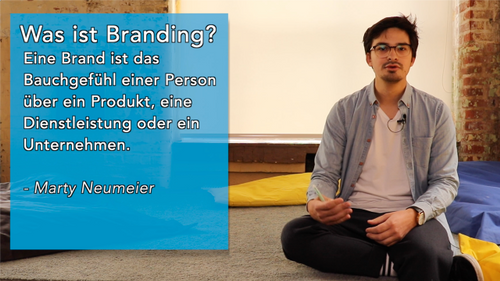 Was ist Branding?
Eine Brand ist das
Bauchgefühl einer Person
über ein Produkt, eine
Dienstleistung oder ein
Unternehmen.
- Marty Neumeier